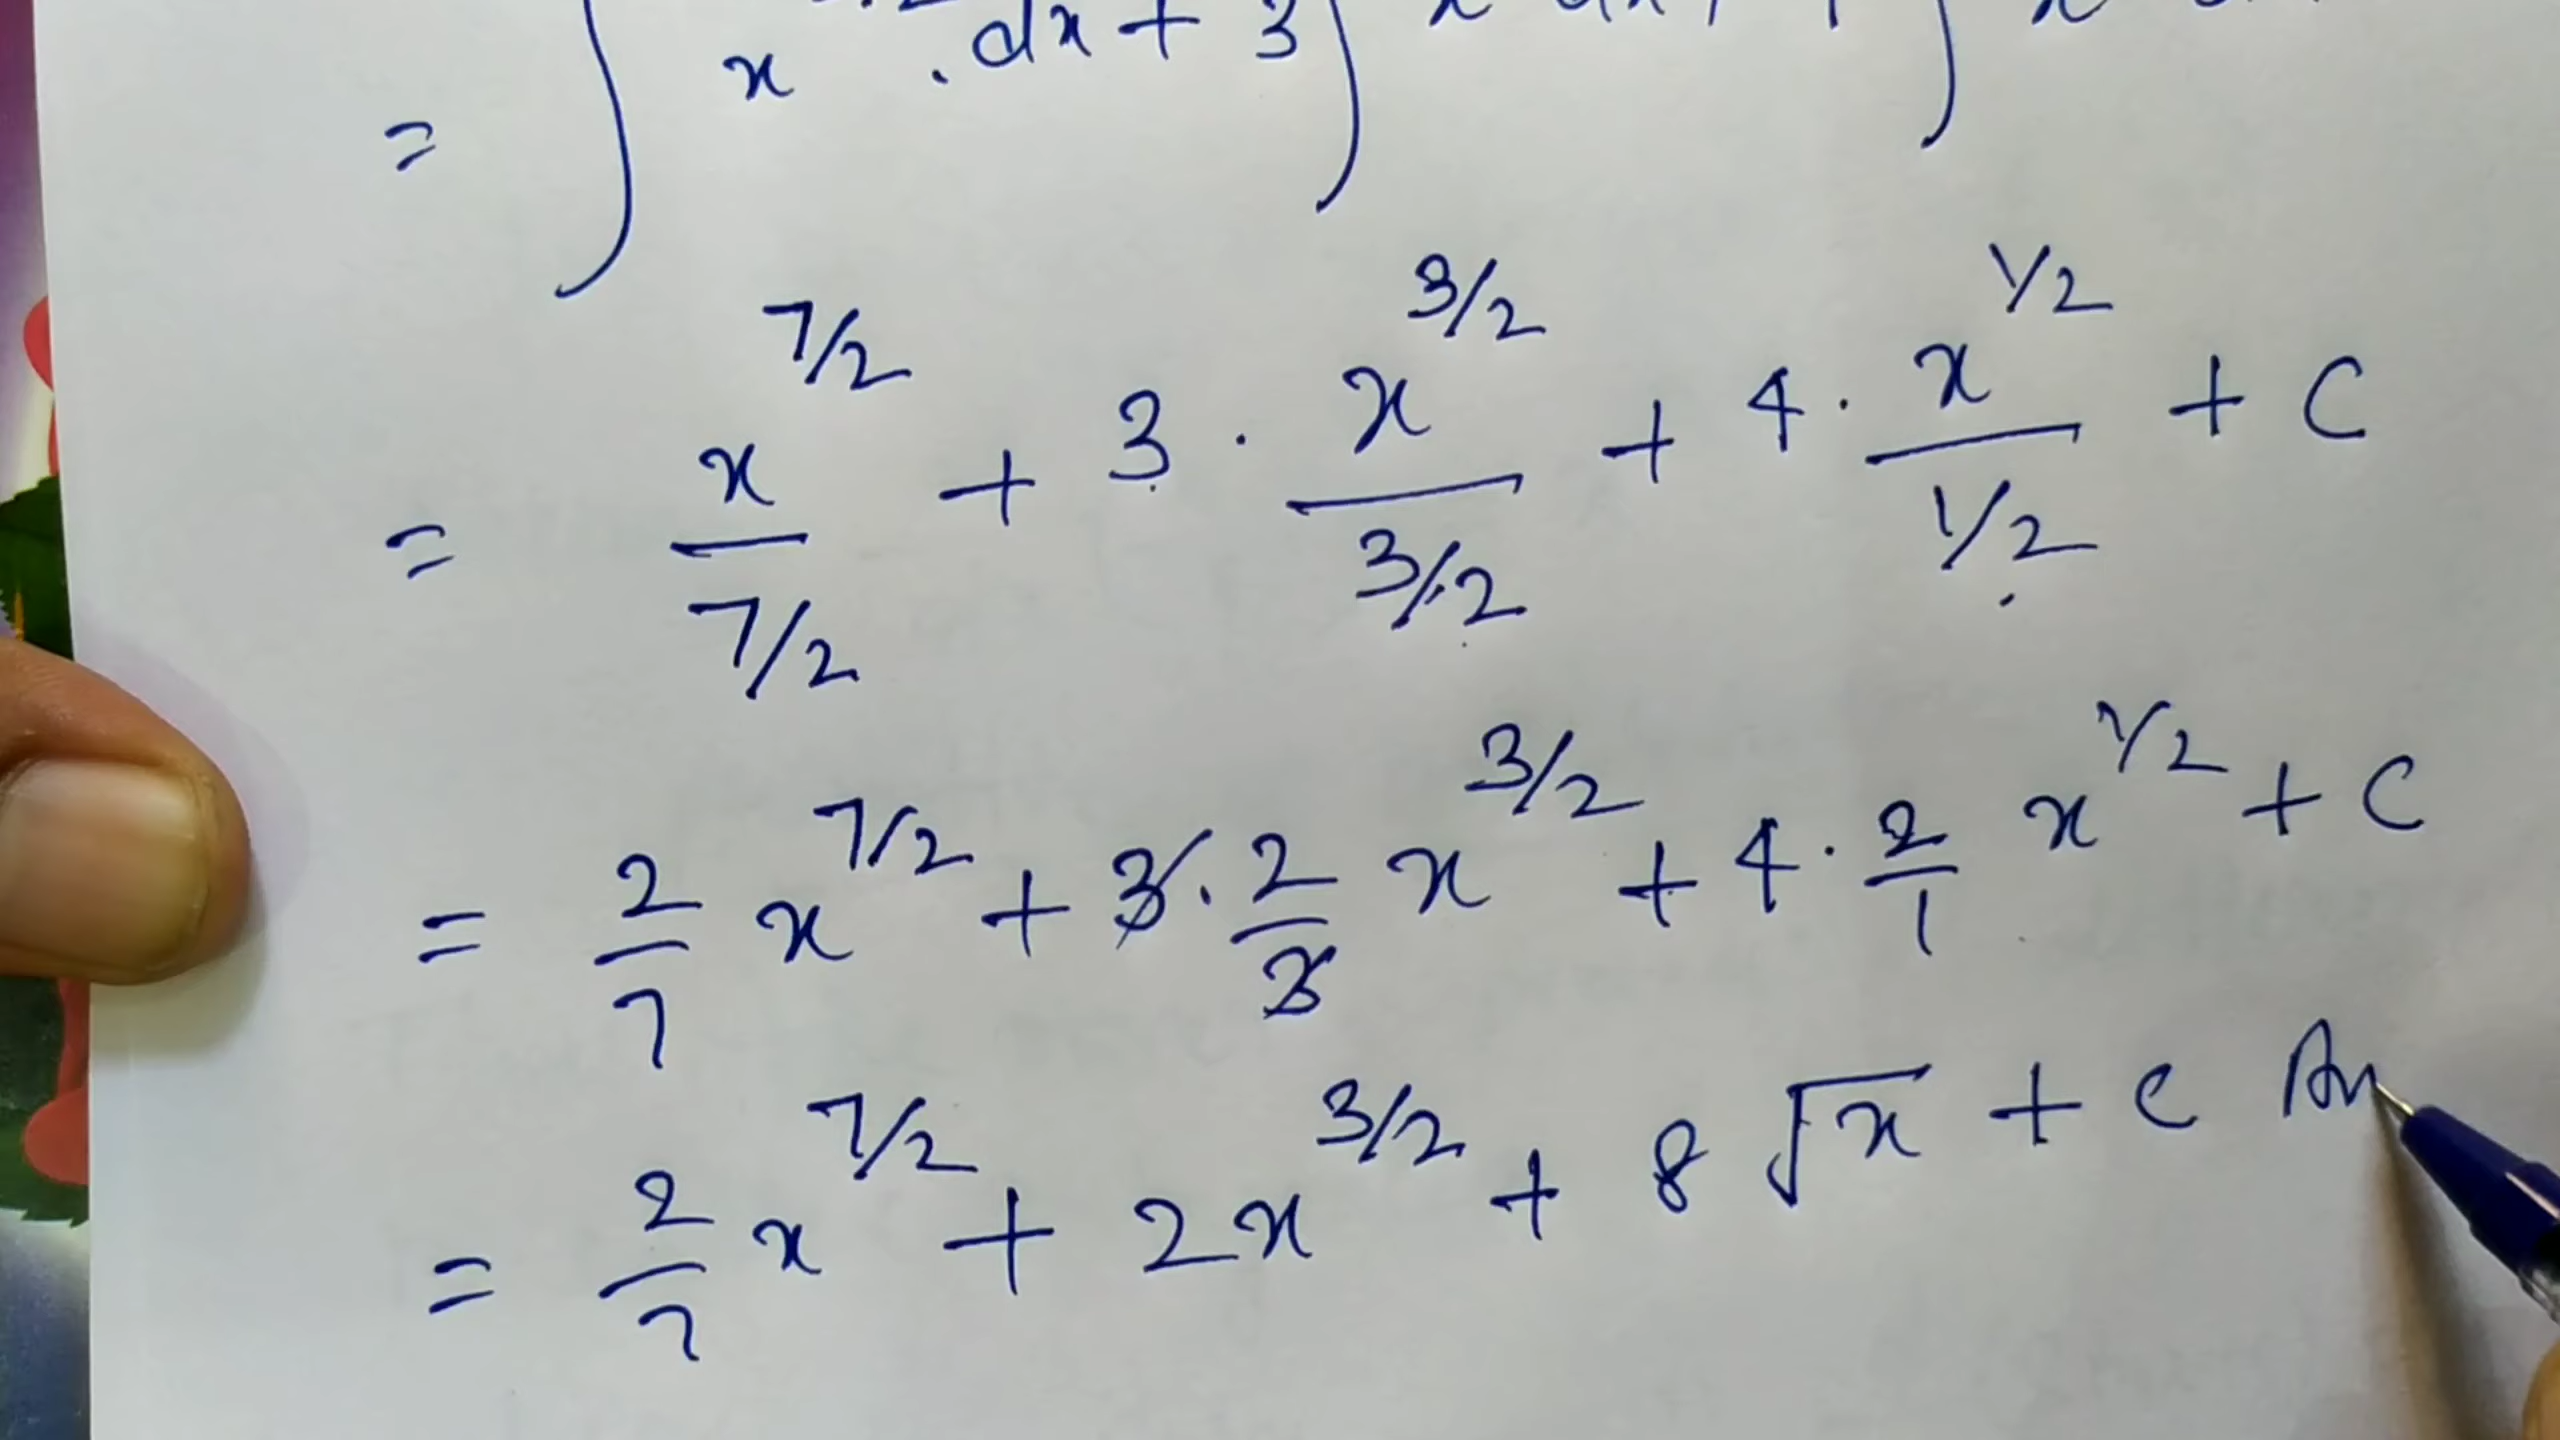 = ∫ x . dx + 3 ∫ x dx + ∫ x
= x^7/2 / 7/2 + 3 · x^3/2 / 3/2 + 4 · x^1/2 / 1/2 + C
= 2/7 x^7/2 + 3 · 2/3 x^3/2 + 4 · 2/1 x^1/2 + C
= 2/7 x^7/2 + 2x^3/2 + 8 √x + c An